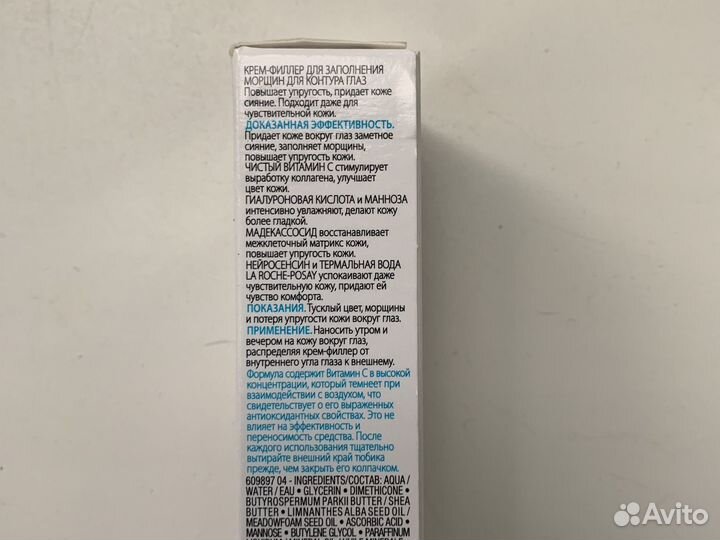 КРЕМ-ФИЛЛЕР ДЛЯ ЗАПОЛНЕНИЯ
МОРЩИН ДЛЯ КОНТУРА ГЛАЗ
Повышает упругость, придает коже
сияние. Подходит даже для
чувствительной кожи.
ДОКАЗАННАЯ ЭФФЕКТИВНОСТЬ.
Придает коже вокруг глаз заметное
сияние, заполняет морщины,
повышает упругость кожи.
ЧИСТЫЙ ВИТАМИН С стимулирует
выработку коллагена, улучшает
цвет кожи.
ГИАЛУРОНОВАЯ КИСЛОТА и МАННОЗА
интенсивно увлажняют, делают кожу
более гладкой.
МАДЕКАССОСИД восстанавливает
межклеточный матрикс кожи,
повышает упругость кожи.
НЕЙРОСЕНСИН и ТЕРМАЛЬНАЯ ВОДА
LA ROCHE-POSAY успокаивают даже
чувствительную кожу, придают ей
чувство комфорта.
ПОКАЗАНИЯ. Тусклый цвет, морщины
и потеря упругости кожи вокруг глаз.
ПРИМЕНЕНИЕ. Наносить утром и
вечером на кожу вокруг глаз,
распределяя крем-филлер от
внутреннего угла глаза к внешнему.
Формула содержит Витамин С в высокой
концентрации, который темнеет при
взаимодействии с воздухом, что
свидетельствует о его выраженных
антиоксидантных свойствах. Это не
влияет на эффективность и
переносимость средства. После
каждого использования тщательно
вытирайте внешний край тюбика
прежде, чем закрыть его колпачком.
609897 04 - INGREDIENTS/СОСТАВ: AQUA /
WATER / EAU • GLYCERIN • DIMETHICONE •
BUTYROSPERMUM PARKII BUTTER / SHEA
BUTTER • LIMNANTHES ALBA SEED OIL /
MEADOWFOAM SEED OIL • ASCORBIC ACID •
MANNOSE • BUTYLENE GLYCOL • PARAFFINUM
Avito